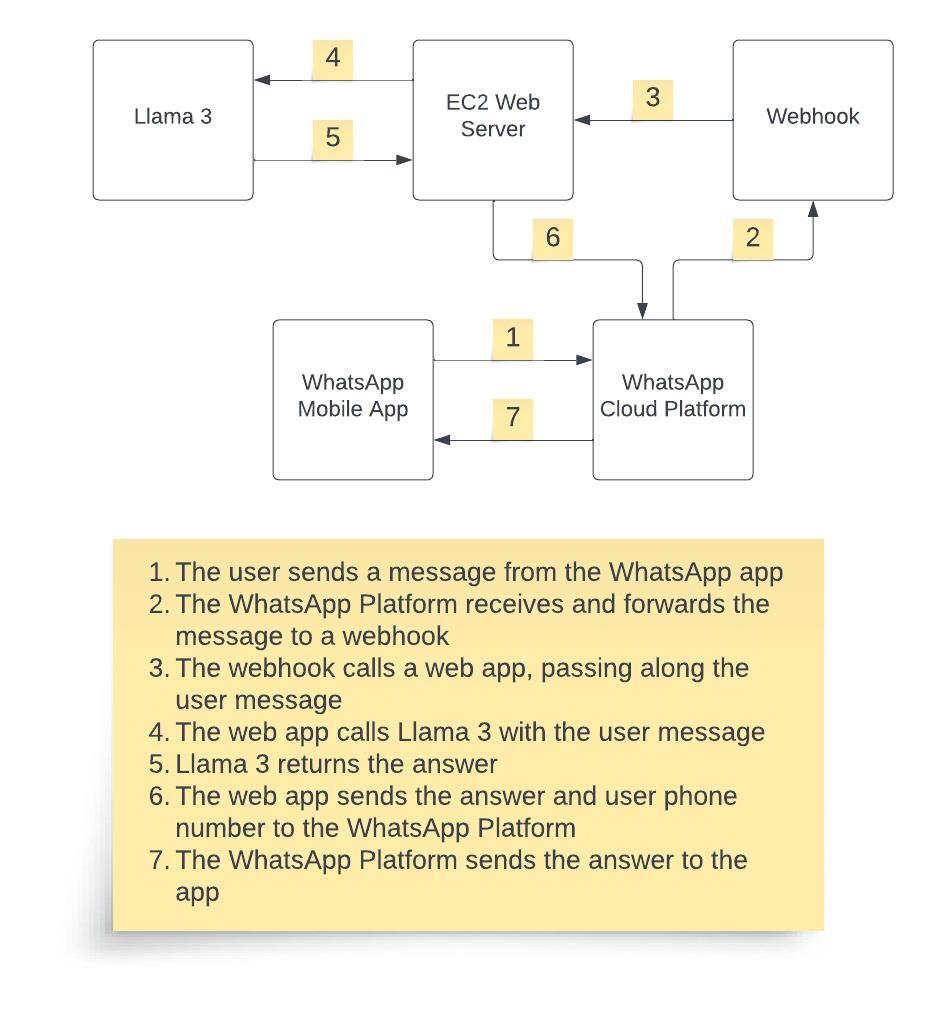 4
Llama 3
EC2 Web
Server
3
Webhook
5
6
2
1
WhatsApp
Mobile App
WhatsApp
Cloud Platform
7
1. The user sends a message from the WhatsApp app
2. The WhatsApp Platform receives and forwards the
message to a webhook
3. The webhook calls a web app, passing along the
user message
4. The web app calls Llama 3 with the user message
5. Llama 3 returns the answer
6. The web app sends the answer and user phone
number to the WhatsApp Platform
7. The WhatsApp Platform sends the answer to the
app